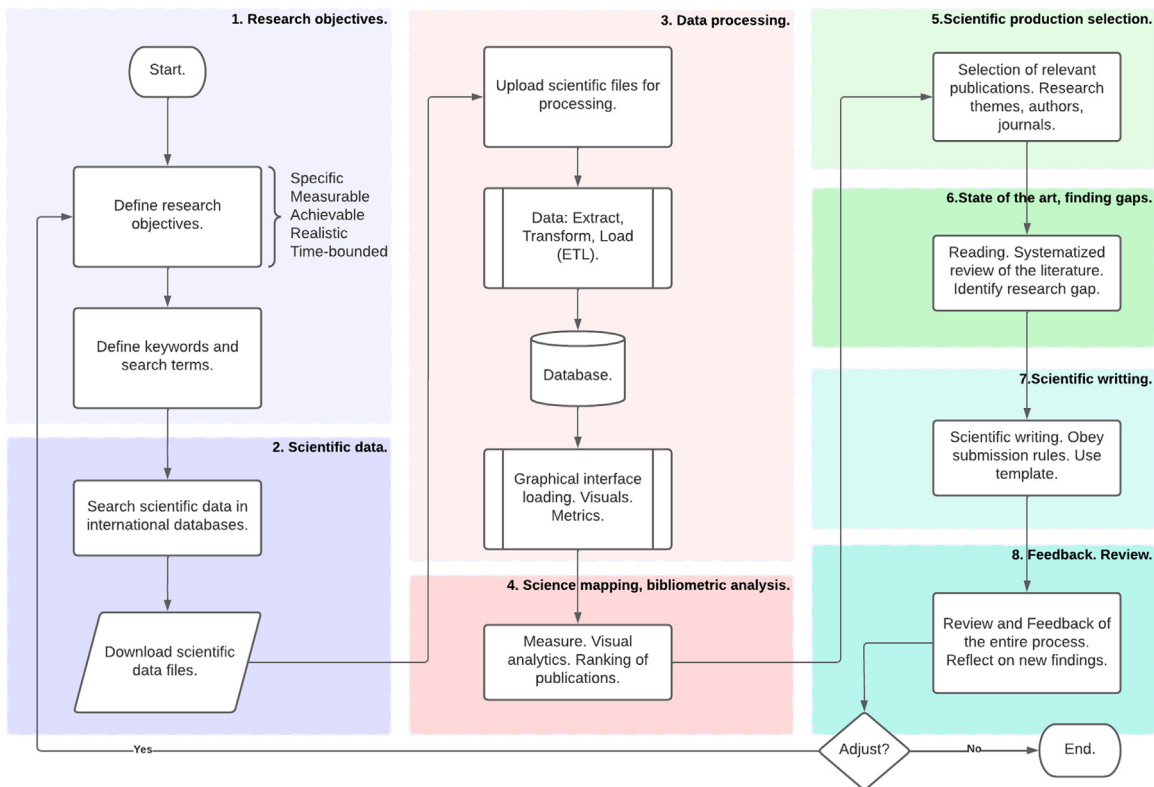 1. Research objectives.
Start.
Define research
objectives.
Specific
Measurable
Achievable
Realistic
Time-bounded
Define keywords and
search terms.
2. Scientific data.
Search scientific data in
international databases.
Download scientific
data files.
3. Data processing.
Upload scientific files for
processing.
Data: Extract,
Transform, Load
(ETL).
Database.
Graphical interface
loading. Visuals.
Metrics.
4. Science mapping, bibliometric analysis.
Measure. Visual
analytics. Ranking of
publications.
5.Scientific production selection.
Selection of relevant
publications. Research
themes, authors,
journals.
6.State of the art, finding gaps.
Reading. Systematized
review of the literature.
Identify research gap.
7.Scientific writting.
Scientific writing. Obey
submission rules. Use
template.
8. Feedback. Review.
Review and Feedback of
the entire process.
Reflect on new findings.
Adjust?
Yes
No
End.